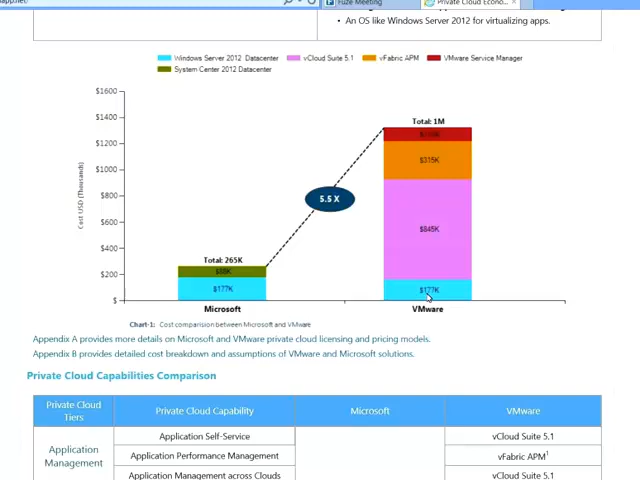 app.net/
Fuze Meeting
Private Cloud Econo...
• An OS like Windows Server 2012 for virtualizing apps.
Windows Server 2012 Datacenter
vCloud Suite 5.1
vFabric APM
VMware Service Manager
System Center 2012 Datacenter
$1600
$1400
$1200
$1000
$800
$600
$400
$200
$
Cost USD (Thousands)
Total: 1M
$315K
$845K
$177K
5.5 X
Total: 265K
$88K
$177K
Microsoft
VMware
Chart-1: Cost comparision between Microsoft and VMware
Appendix A provides more details on Microsoft and VMware private cloud licensing and pricing models.
Appendix B provides detailed cost breakdown and assumptions of VMware and Microsoft solutions.
Private Cloud Capabilities Comparison
Private Cloud Tiers
Private Cloud Capability
Microsoft
VMware
Application Management
Application Self-Service
vCloud Suite 5.1
Application Performance Management
vFabric APM1
Application Management across Clouds
vCloud Suite 5.1